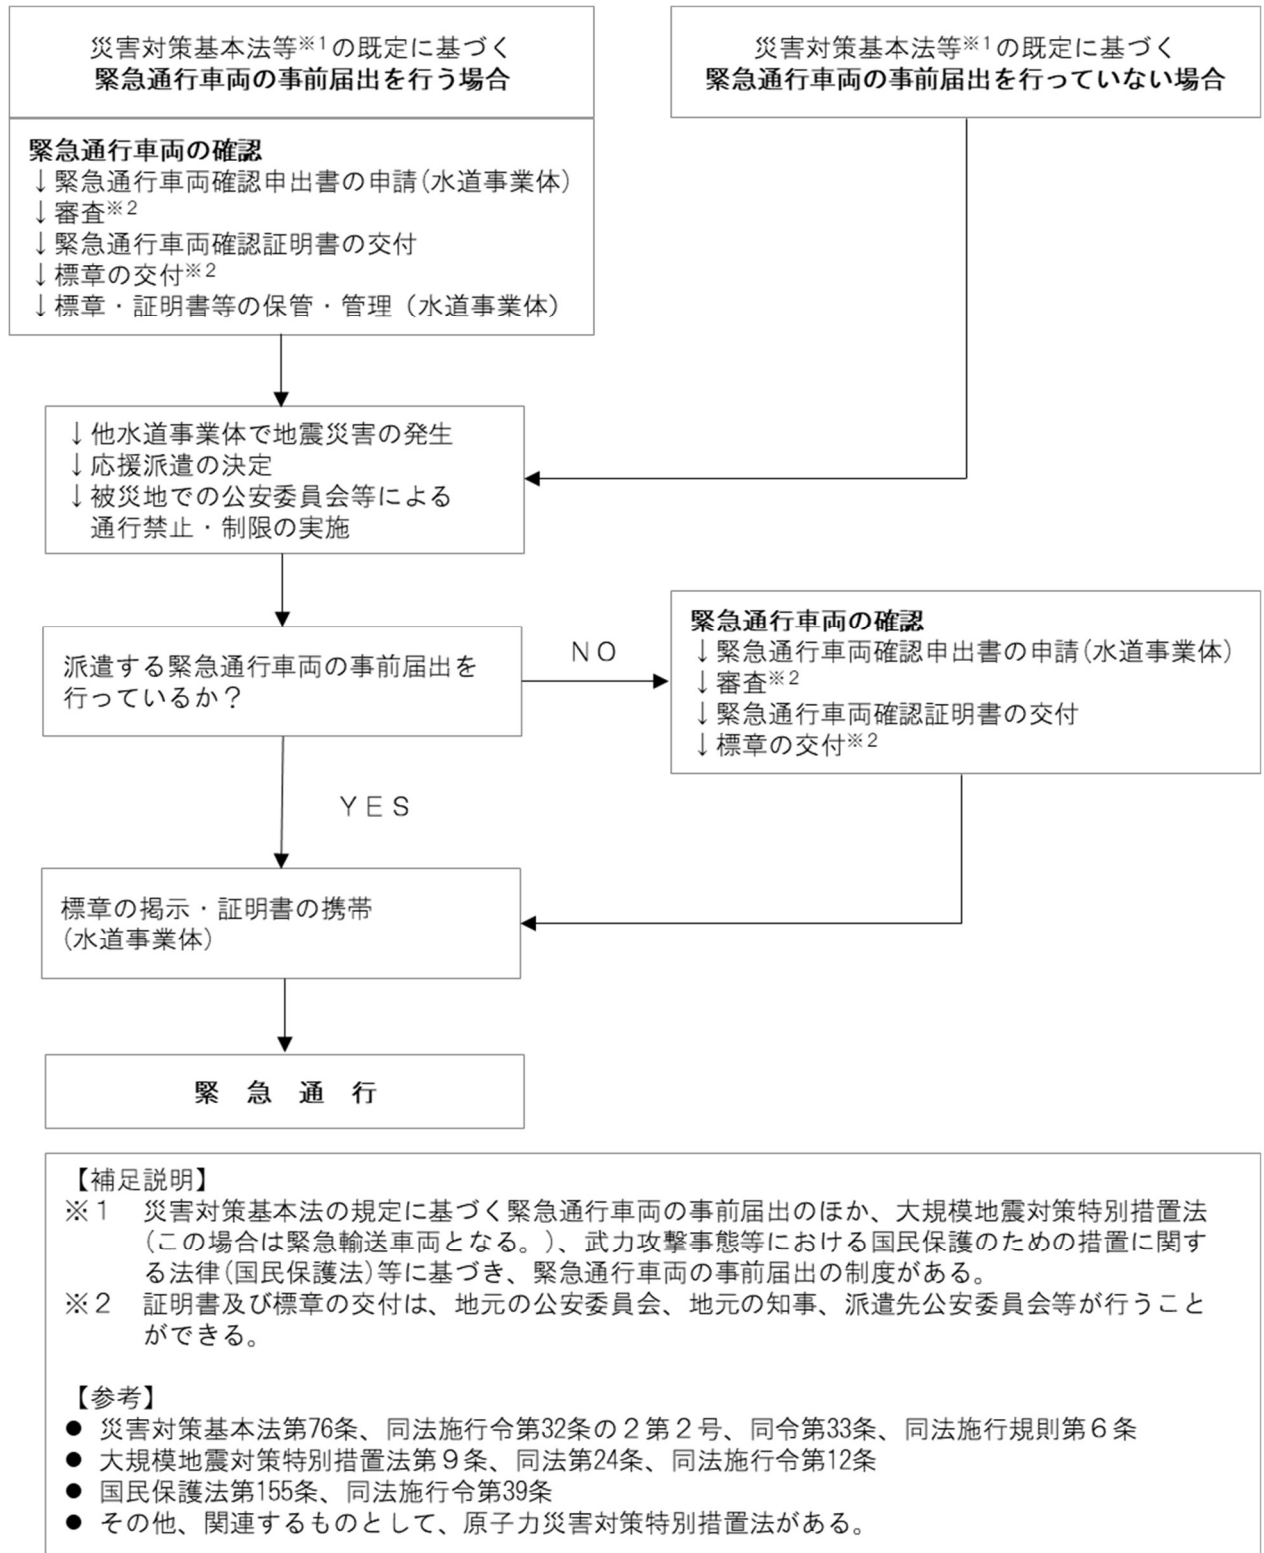 災害対策基本法等※1の既定に基づく
緊急通行車両の事前届出を行う場合
災害対策基本法等※1の既定に基づく
緊急通行車両の事前届出を行っていない場合
緊急通行車両の確認
↓緊急通行車両確認申出書の申請(水道事業体)
↓審査※2
↓緊急通行車両確認証明書の交付
↓標章の交付※2
↓標章・証明書等の保管・管理（水道事業体）
↓他水道事業体で地震災害の発生
↓応援派遣の決定
↓被災地での公安委員会等による
通行禁止・制限の実施
派遣する緊急通行車両の事前届出を
行っているか？
ＮＯ
緊急通行車両の確認
↓緊急通行車両確認申出書の申請(水道事業体)
↓審査※2
↓緊急通行車両確認証明書の交付
↓標章の交付※2
ＹＥＳ
標章の掲示・証明書の携帯
(水道事業体)
緊　急　通　行
【補足説明】
※１　災害対策基本法の規定に基づく緊急通行車両の事前届出のほか、大規模地震対策特別措置法
(この場合は緊急輸送車両となる。)、武力攻撃事態等における国民保護のための措置に関す
る法律(国民保護法)等に基づき、緊急通行車両の事前届出の制度がある。
※２　証明書及び標章の交付は、地元の公安委員会、地元の知事、派遣先公安委員会等が行うこと
ができる。
【参考】
● 災害対策基本法第76条、同法施行令第32条の２第２号、同令第33条、同法施行規則第６条
● 大規模地震対策特別措置法第９条、同法第24条、同法施行令第12条
● 国民保護法第155条、同法施行令第39条
● その他、関連するものとして、原子力災害対策特別措置法がある。